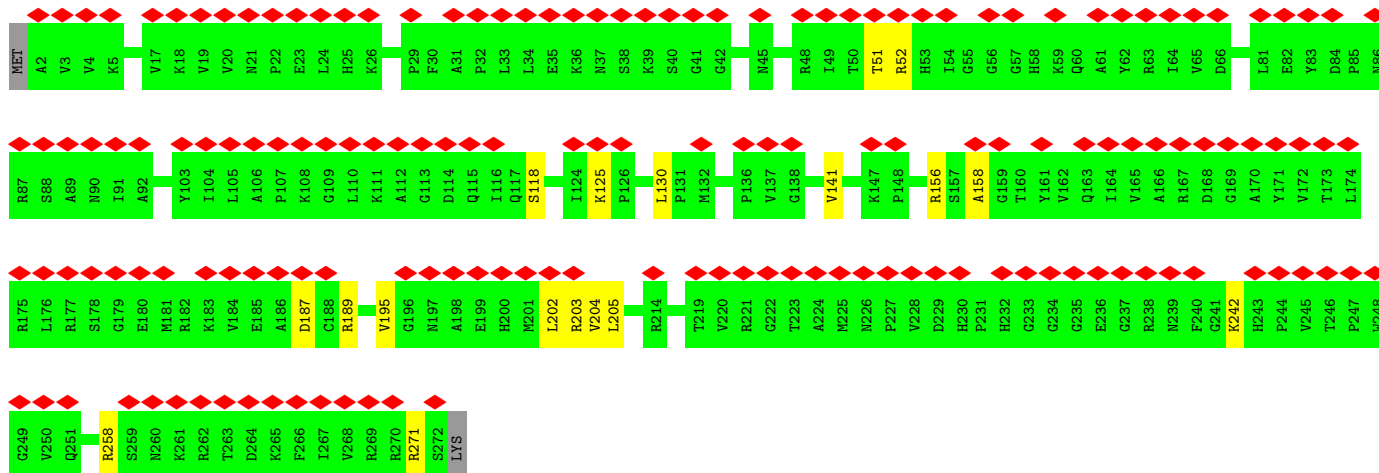 MET A2 V3 V4 K5 V17 K18 V19 V20 N21 P22 E23 L24 H25 K26 P29 F30 A31 P32 L33 L34 E35 K36 N37 S38 K39 S40 G41 G42 N45 R48 I49 T50 T51 R52 H53 I54 G55 G56 G57 H58 K59 Q60 A61 Y62 R63 I64 V65 D66 L81 E82 Y83 D84 P85 N86
R87 S88 A89 N90 I91 A92 Y103 I104 L105 A106 P107 K108 G109 L110 K111 A112 G113 D114 Q115 I116 Q117 S118 I124 K125 P126 L130 P131 M132 P136 V137 G138 V141 K147 P148 R156 S157 A158 G159 T160 Y161 V162 Q163 I164 V165 A166 R167 D168 G169 A170 Y171 V172 T173 L174
R175 L176 R177 S178 G179 E180 M181 R182 K183 V184 E185 A186 D187 C188 R189 V195 G196 N197 A198 E199 H200 M201 L202 R203 V204 L205 R214 T219 V220 R221 G222 T223 A224 M225 N226 P227 V228 D229 H230 P231 H232 G233 G234 G235 E236 G237 R238 N239 F240 G241 K242 H243 P244 V245 T246 P247 W248
G249 V250 Q251 R258 S259 N260 K261 R262 T263 D264 K265 F266 I267 V268 R269 R270 R271 S272 LYS